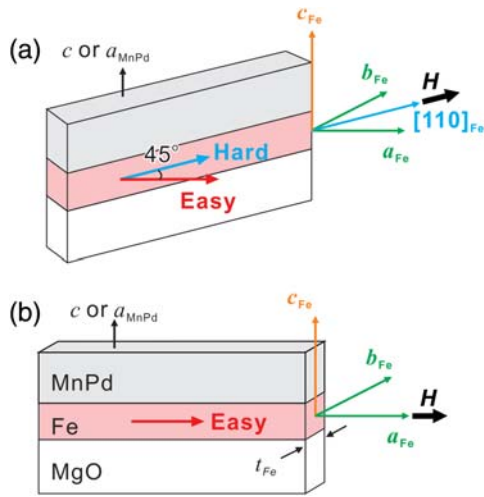 (a)
c or aMnPd
cFe
bFe
H
[110]Fe
aFe
45°
Hard
Easy
(b)
c or aMnPd
cFe
MnPd
bFe
H
Fe
Easy
aFe
tFe
MgO